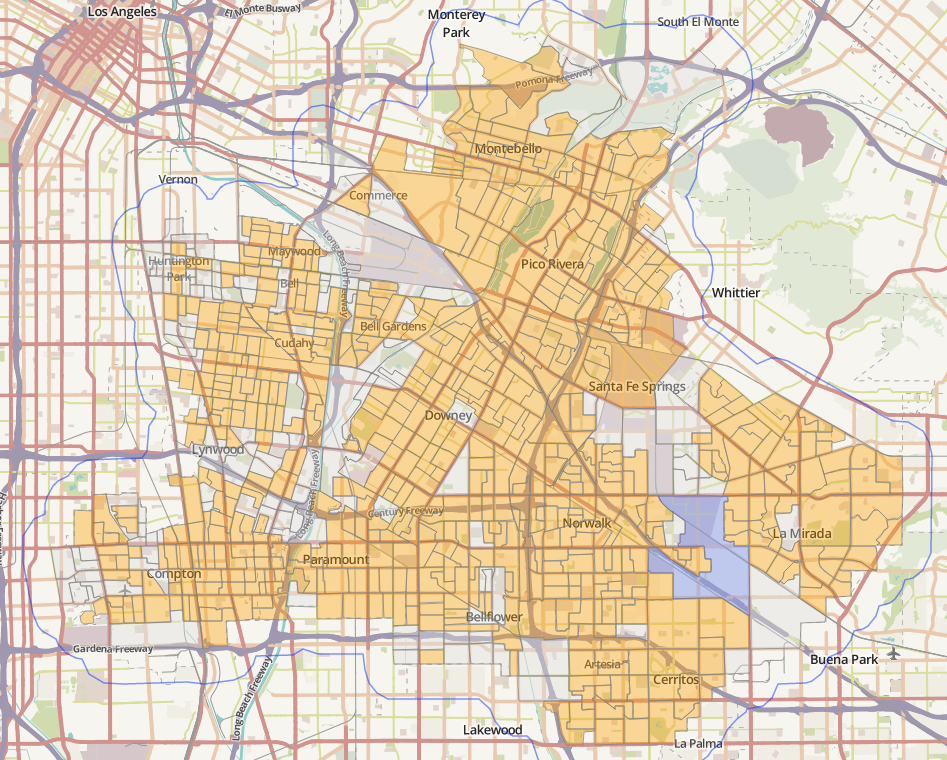 Los Angeles
El Monte Busway
Monterey
Park
South El Monte
Pomona Freeway
Montebello
Vernon
Commerce
Long Beach Freeway
Maywood
Huntington
Park
Bell
Pico Rivera
Whittier
Bell Gardens
Cudahy
Santa Fe Springs
Downey
Lynwood
Long Beach Freeway
Century Freeway
Norwalk
La Mirada
Paramount
Compton
Bellflower
Gardena Freeway
Long Beach Freeway
Artesia
Cerritos
Buena Park
Lakewood
La Palma